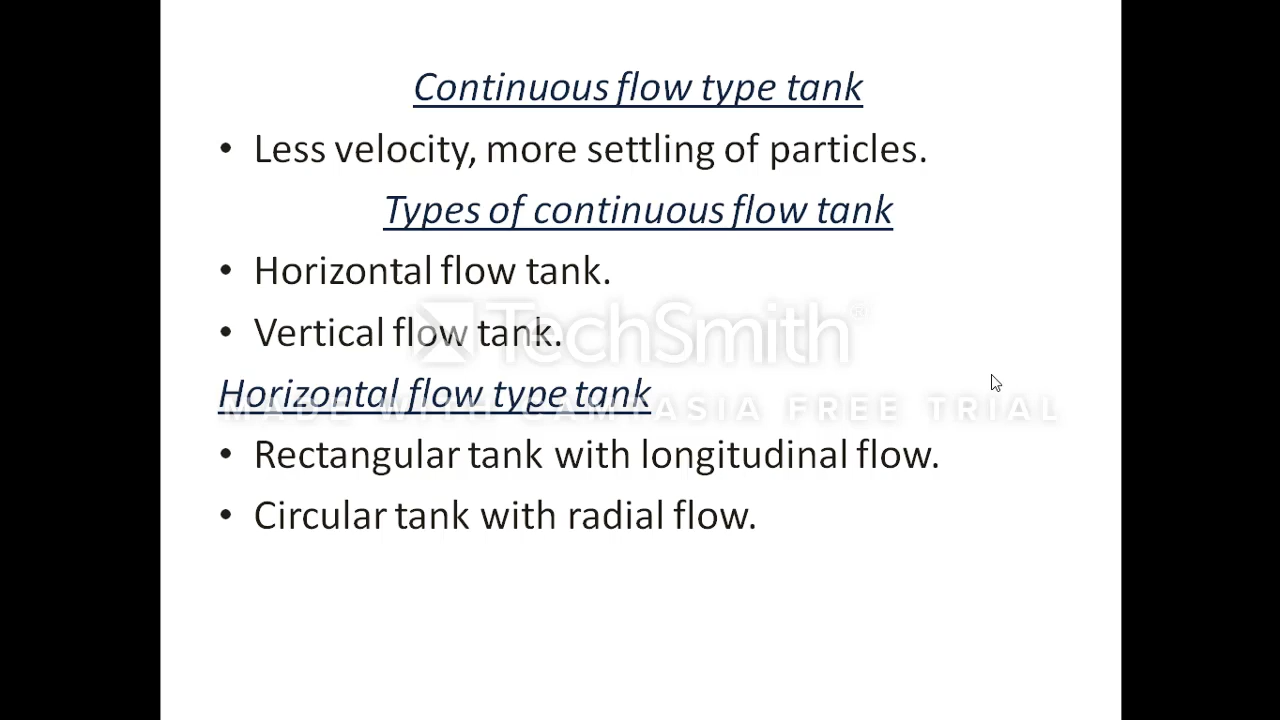 Continuous flow type tank
• Less velocity, more settling of particles.
Types of continuous flow tank
• Horizontal flow tank.
• Vertical flow tank.
TechSmith®
Horizontal flow type tank
MADE WITH CAMTASIA FREE TRIAL
• Rectangular tank with longitudinal flow.
• Circular tank with radial flow.